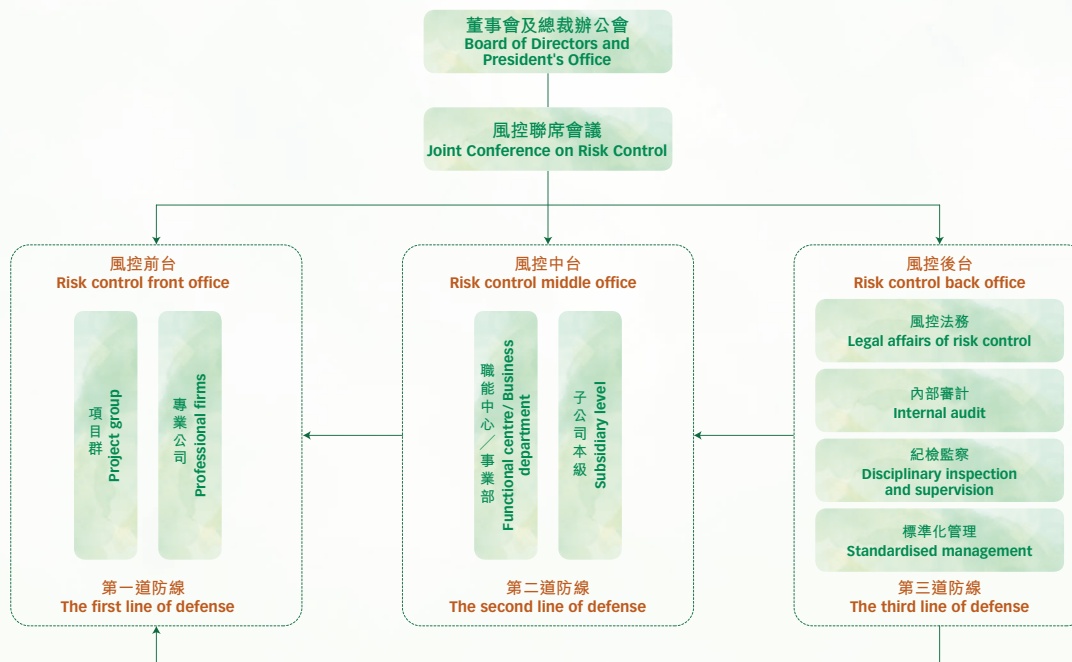 董事會及總裁辦公會
Board of Directors and
President's Office
風控聯席會議
Joint Conference on Risk Control
風控前台
Risk control front office
項目群
Project group
專業公司
Professional firms
第一道防線
The first line of defense
風控中台
Risk control middle office
職能中心／事業部
Functional centre/ Business
department
子公司本級
Subsidiary level
第二道防線
The second line of defense
風控後台
Risk control back office
風控法務
Legal affairs of risk control
內部審計
Internal audit
紀檢監察
Disciplinary inspection
and supervision
標準化管理
Standardised management
第三道防線
The third line of defense